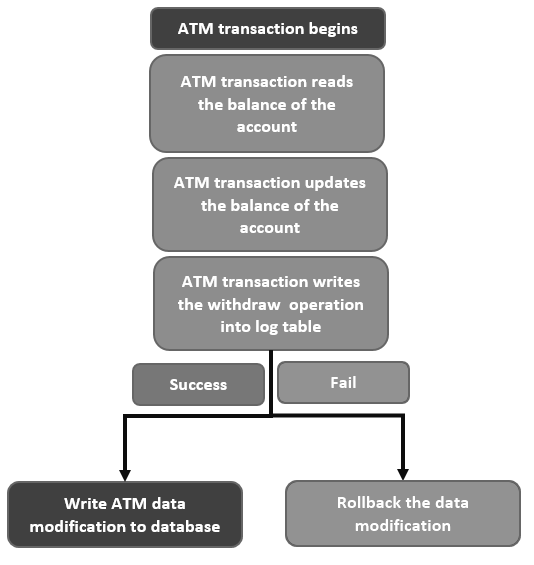 ATM transaction begins
ATM transaction reads
the balance of the
account
ATM transaction updates
the balance of the
account
ATM transaction writes
the withdraw operation
into log table
Success
Fail
Write ATM data
modification to database
Rollback the data
modification